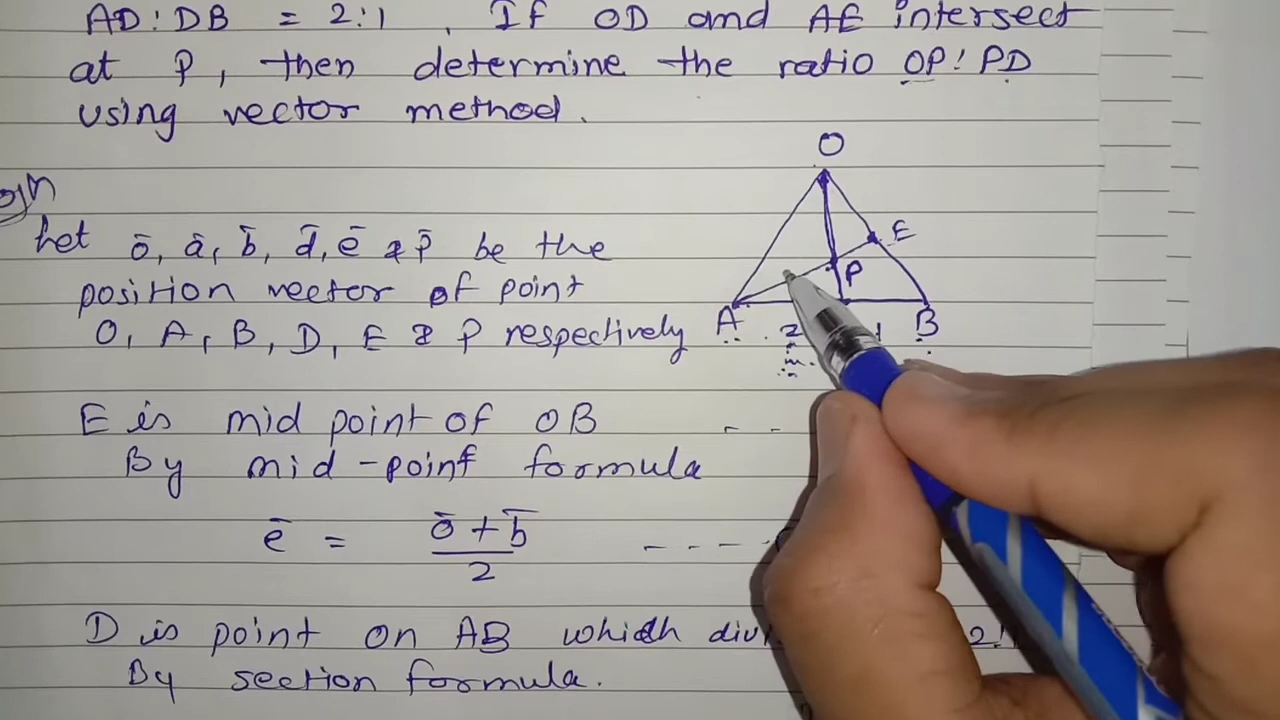 AD:DB = 2:1 . If OD and AE intersect
at P, then determine the ratio OP:PD
using vector method.
O
Let ō, ā, b̄, d̄, ē & p̄ be the
E
position vector of point
P
O, A, B, D, E & P respectively
A 2 1 B
m
E is mid point of OB
By mid-point formula
ē = ō + b̄
2
D is point on AB which
By section formula.